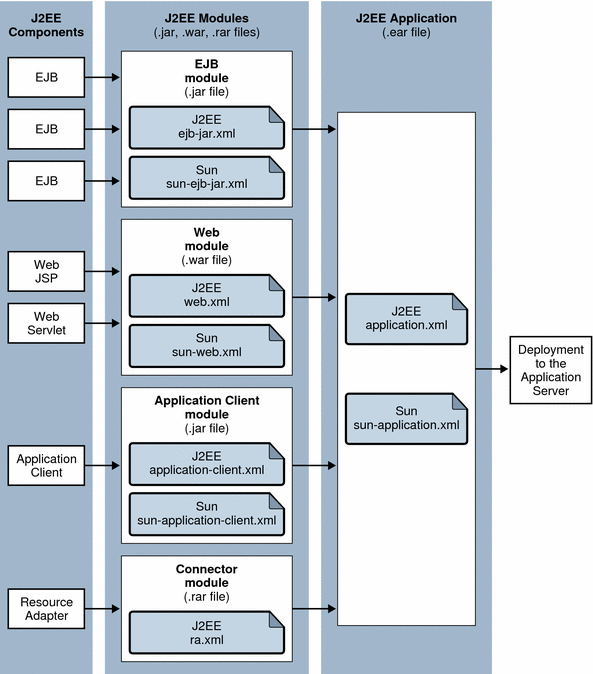 J2EE
Components
J2EE Modules
(.jar, .war, .rar files)
J2EE Application
(.ear file)
EJB
EJB
EJB
EJB
module
(.jar file)
J2EE
ejb-jar.xml
Sun
sun-ejb-jar.xml
Web
JSP
Web
Servlet
Web
module
(.war file)
J2EE
web.xml
Sun
sun-web.xml
Application
Client
Application Client
module
(.jar file)
J2EE
application-client.xml
Sun
sun-application-client.xml
Resource
Adapter
Connector
module
(.rar file)
J2EE
ra.xml
J2EE
application.xml
Sun
sun-application.xml
Deployment
to the
Application
Server